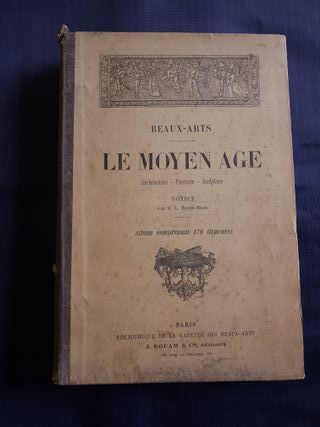 BEAUX-ARTS
LE MOYEN AGE
Architecture — Peinture — Sculpture
NOTICE
PAR M. L.
Album comprenant 170 Gravures
PARIS
BIBLIOTHÈQUE DE LA GAZETTE DES BEAUX-ARTS
J. ROUAM & Cie, éditeurs